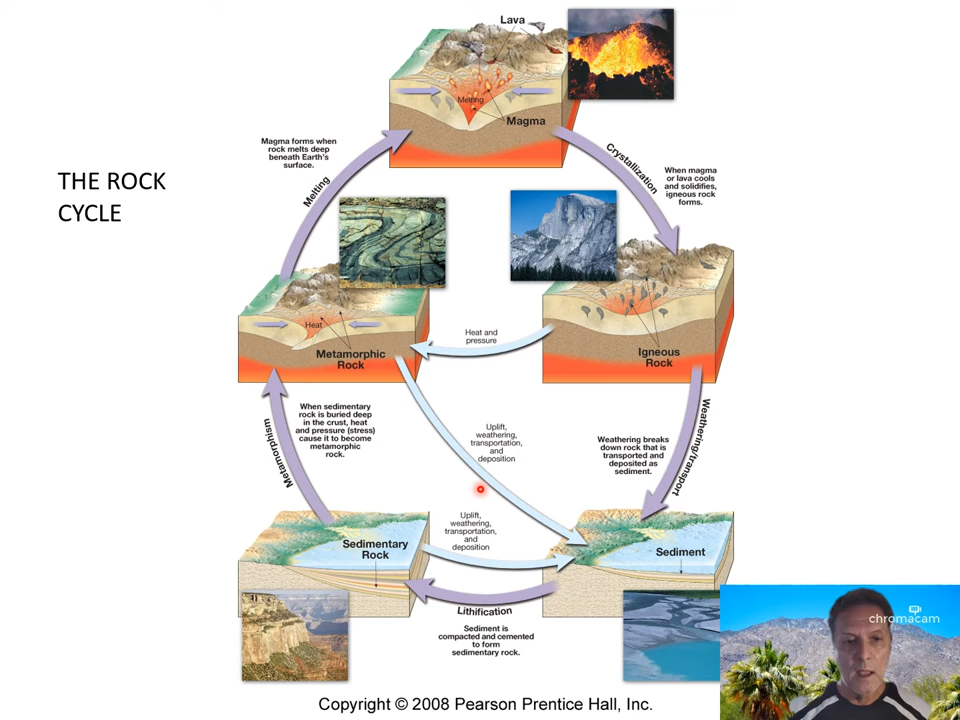 Lava
Melting
Magma
Magma forms when
rock melts deep
beneath Earth's
surface.
Melting
Crystallization
When magma
or lava cools
and solidifies,
igneous rock
forms.
THE ROCK
CYCLE
Heat
Metamorphic
Rock
Heat and
pressure
Igneous
Rock
When sedimentary
rock is buried deep
in the crust, heat
and pressure (stress)
cause it to become
metamorphic
rock.
Metamorphism
Uplift,
weathering,
transportation,
and
deposition
Weathering breaks
down rock that is
transported and
deposited as
sediment.
Weathering/transport
Uplift,
weathering,
transportation,
and
deposition
Sedimentary
Rock
Sediment
Lithification
Sediment is
compacted and cemented
to form
sedimentary rock.
chromacam
Copyright © 2008 Pearson Prentice Hall, Inc.